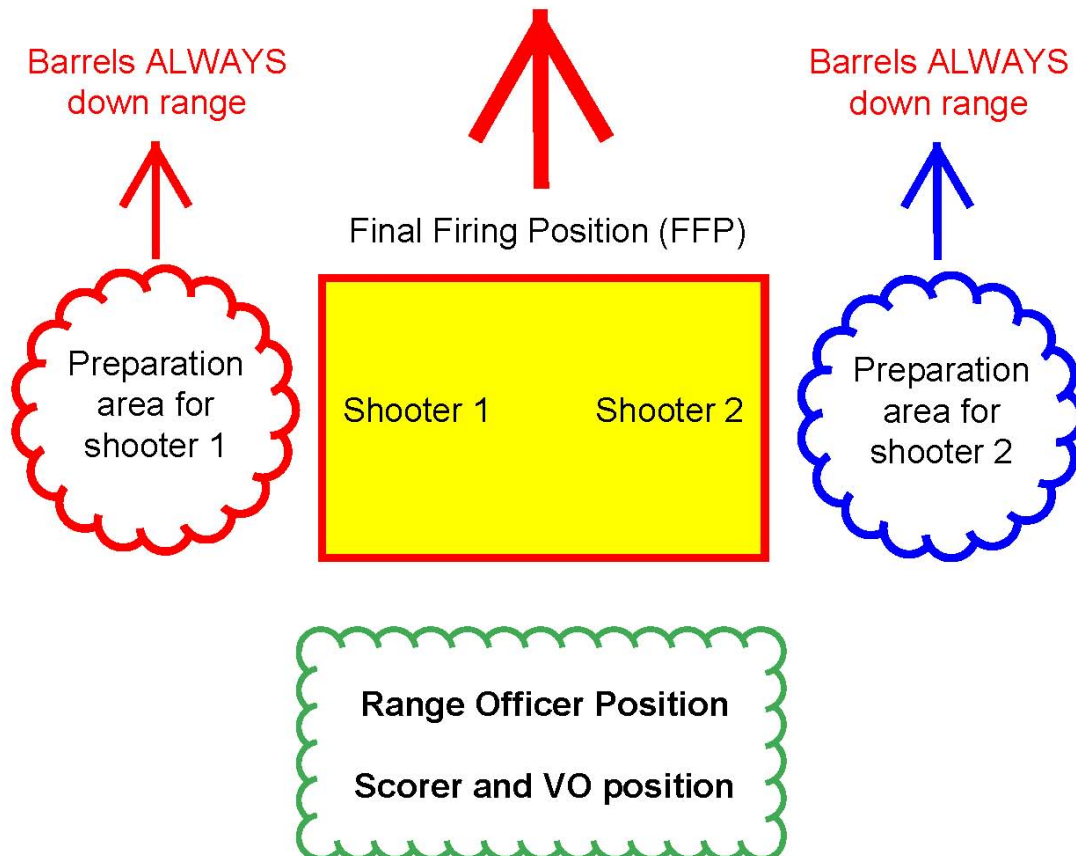 Barrels ALWAYS
down range
Barrels ALWAYS
down range
Final Firing Position (FFP)
Preparation
area for
shooter 1
Shooter 1
Shooter 2
Preparation
area for
shooter 2
Range Officer Position
Scorer and VO position